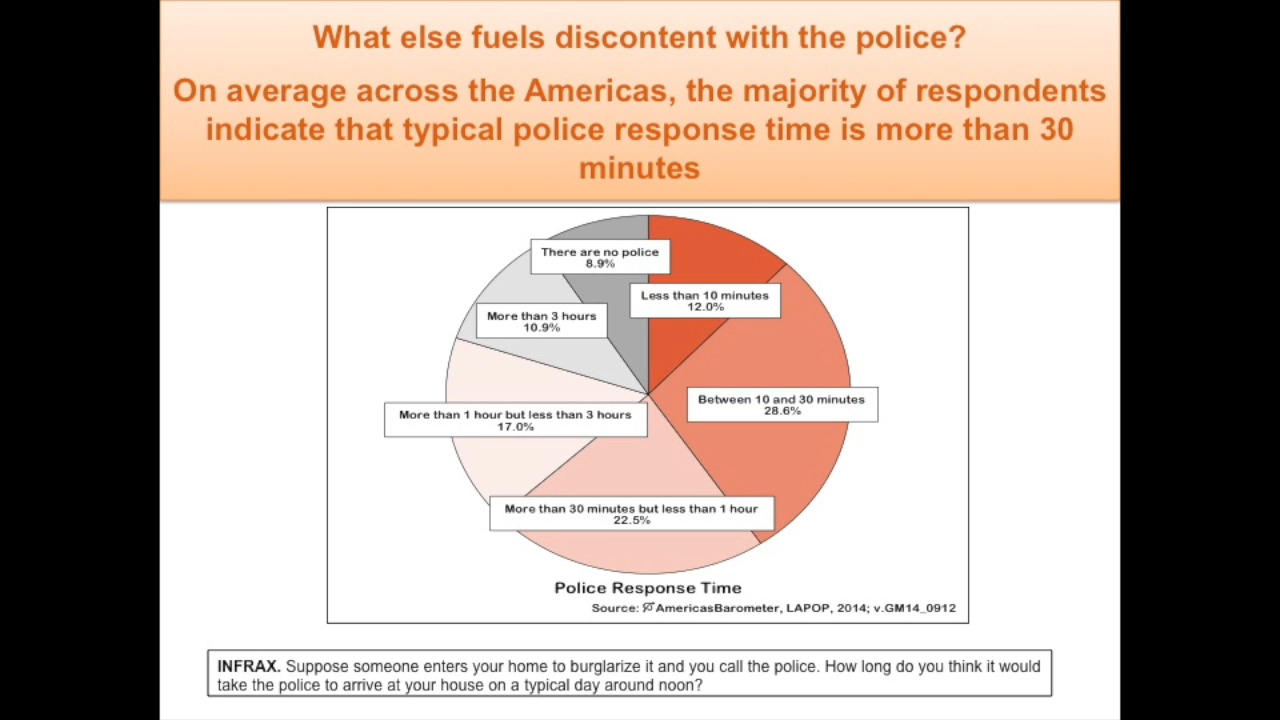 What else fuels discontent with the police?
On average across the Americas, the majority of respondents
indicate that typical police response time is more than 30
minutes
There are no police
8.9%
Less than 10 minutes
12.0%
More than 3 hours
10.9%
Between 10 and 30 minutes
28.6%
More than 1 hour but less than 3 hours
17.0%
More than 30 minutes but less than 1 hour
22.5%
Police Response Time
Source: AmericasBarometer, LAPOP, 2014; v.GM14_0912
INFRAX. Suppose someone enters your home to burglarize it and you call the police. How long do you think it would
take the police to arrive at your house on a typical day around noon?